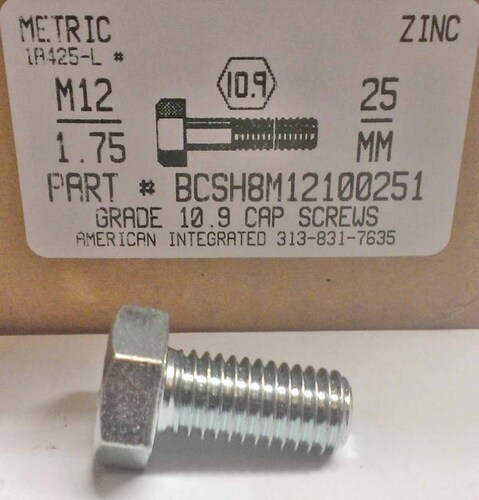 METRIC ZINC
1A425-L #
M12 10.9 25
1.75 MM
PART # BCSH8M12100251
GRADE 10.9 CAP SCREWS
AMERICAN INTEGRATED 313-831-7635